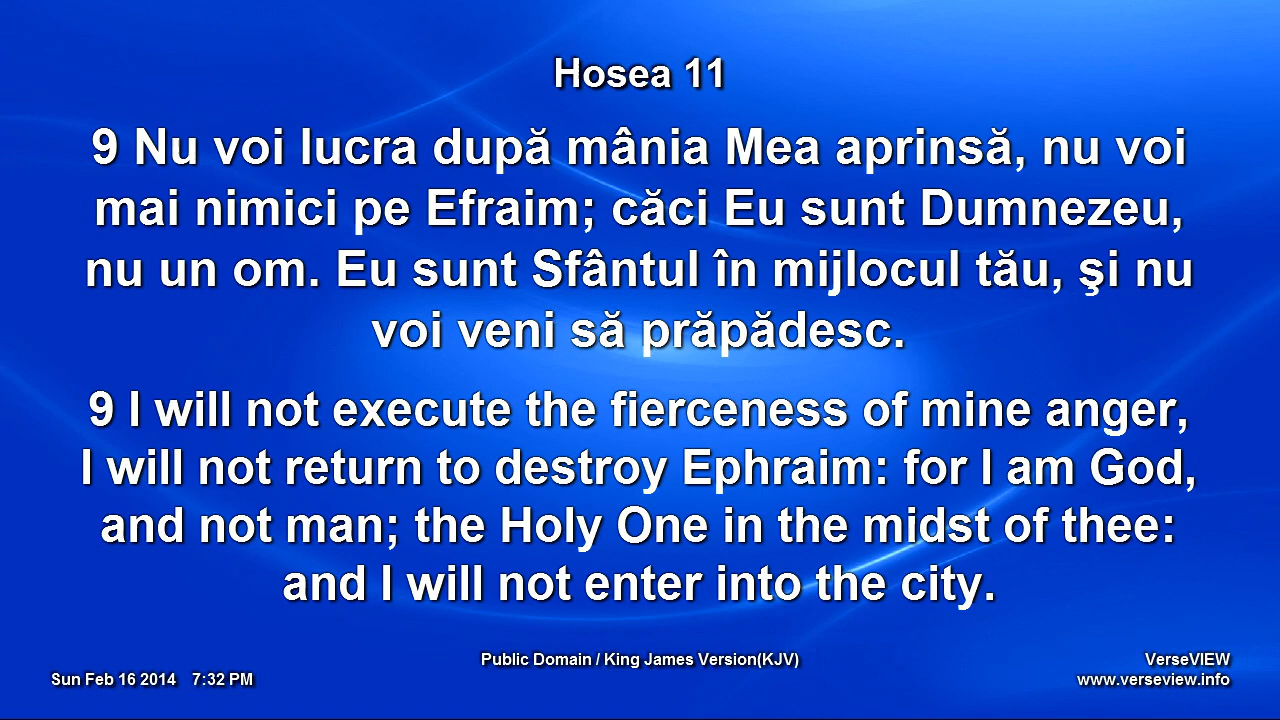 Hosea 11
9 Nu voi lucra după mânia Mea aprinsă, nu voi
mai nimici pe Efraim; căci Eu sunt Dumnezeu,
nu un om. Eu sunt Sfântul în mijlocul tău, şi nu
voi veni să prăpădesc.
9 I will not execute the fierceness of mine anger,
I will not return to destroy Ephraim: for I am God,
and not man; the Holy One in the midst of thee:
and I will not enter into the city.
Public Domain / King James Version(KJV)
VerseVIEW
Sun Feb 16 2014 7:32 PM
www.verseview.info